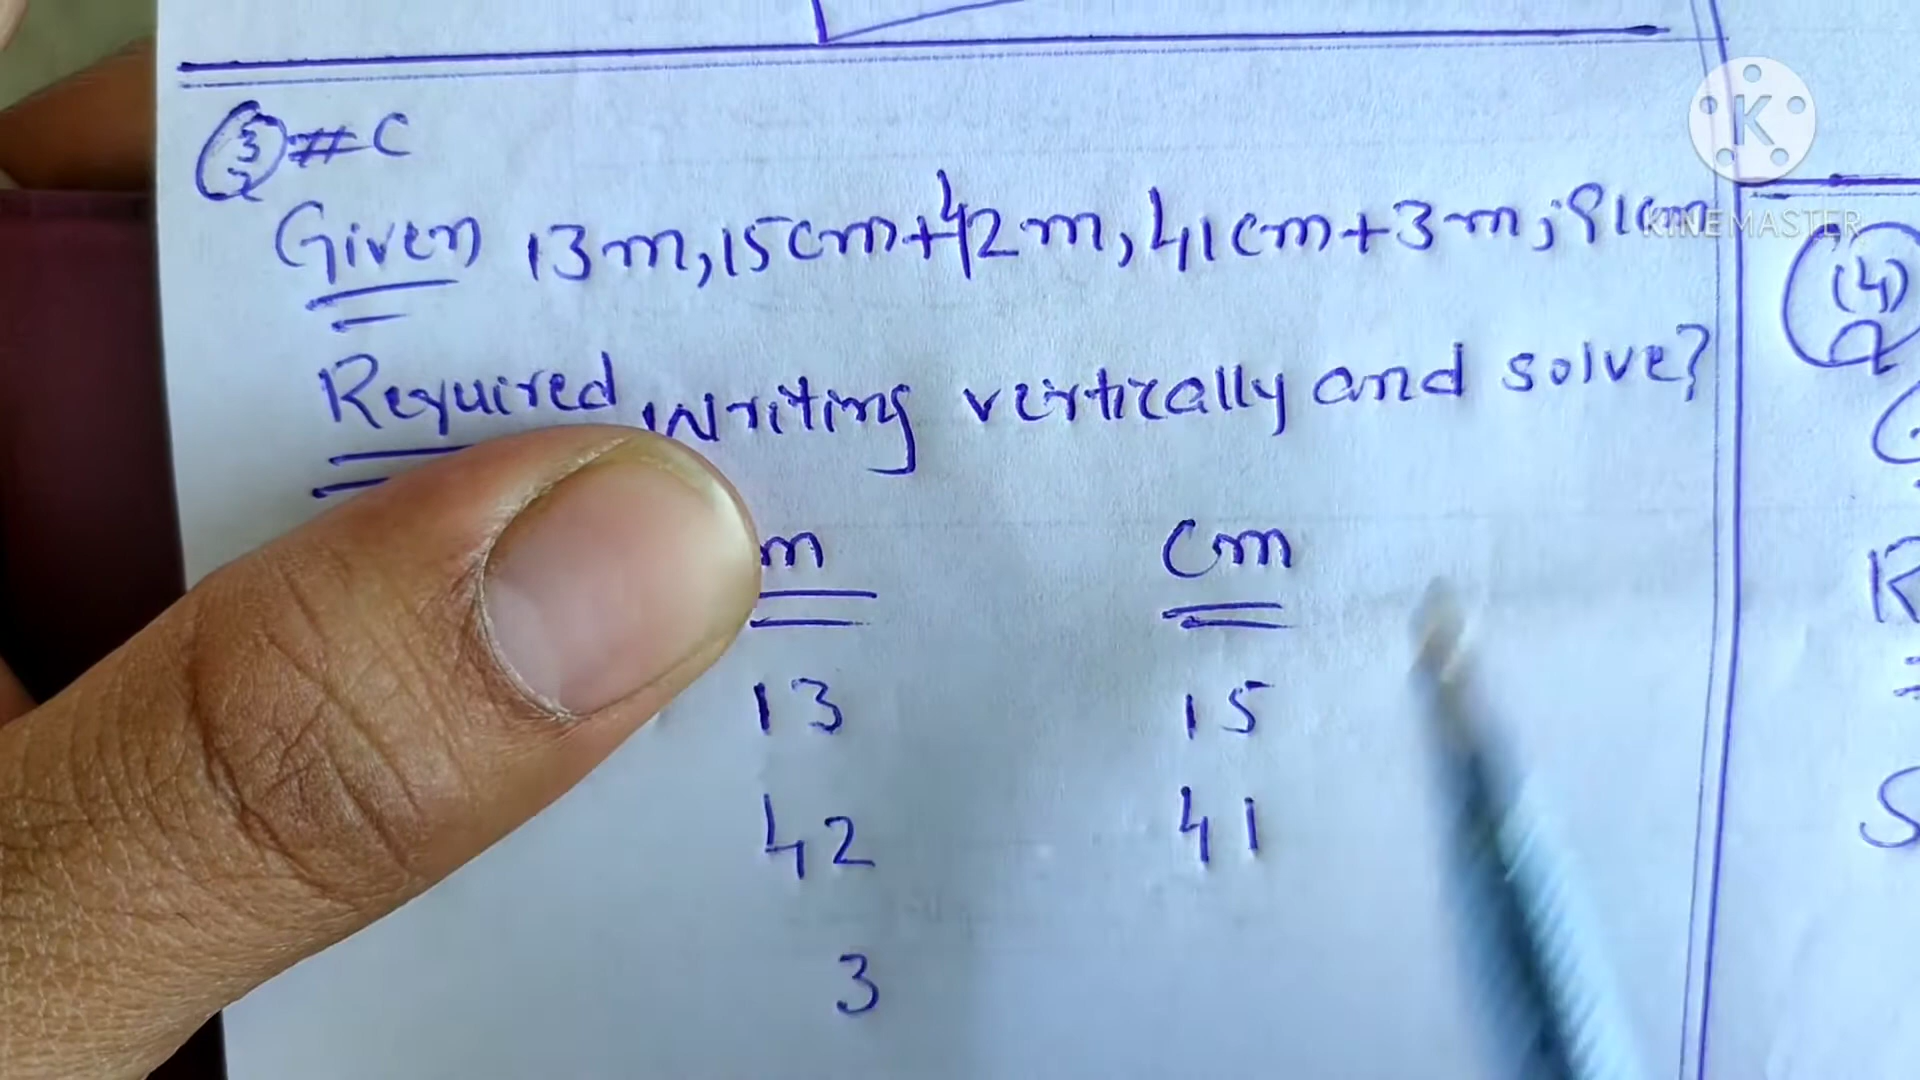 3 # C
2
Given 13m,15cm+42m,41cm+3m,91cm
Required writing vertically and solve?
m cm
13 15
42 41
3
K
KINEMASTER
(4)
2
R
S